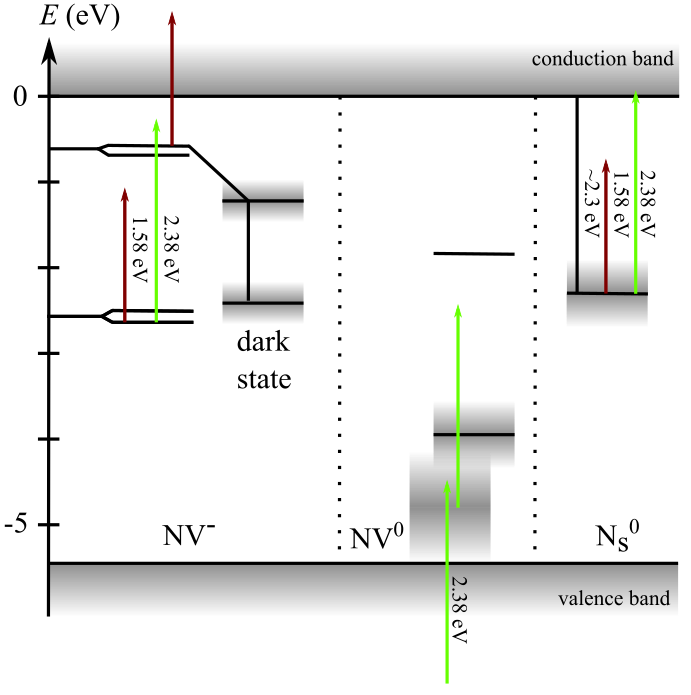 E (eV)
conduction band
0
1.58 eV
2.38 eV
~2.3 eV
1.58 eV
2.38 eV
dark
state
-5
NV⁻
NV⁰
Nₛ⁰
2.38 eV
valence band